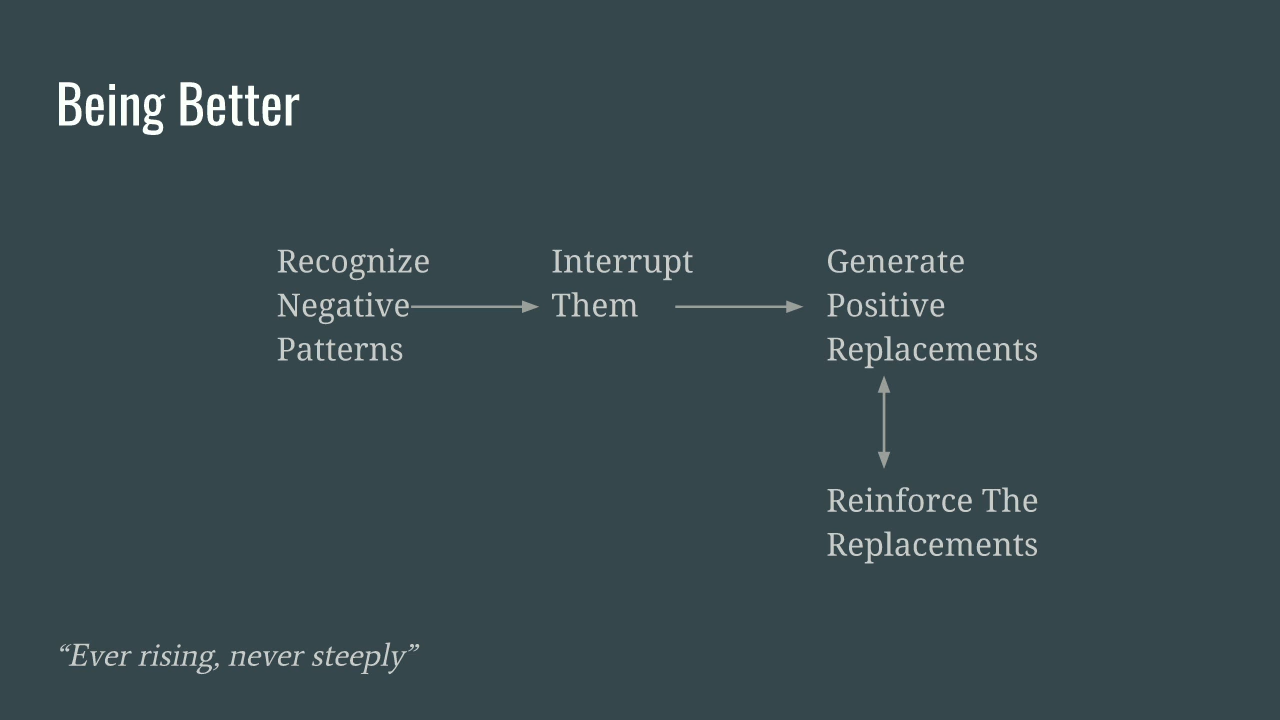 Being Better
Recognize
Negative
Patterns
Interrupt
Them
Generate
Positive
Replacements
Reinforce The
Replacements
“Ever rising, never steeply”